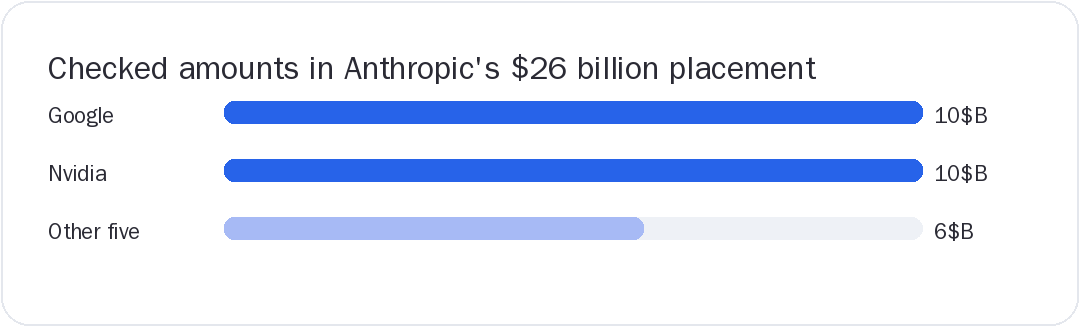 Checked amounts in Anthropic's $26 billion placement
Google 10$B
Nvidia 10$B
Other five 6$B